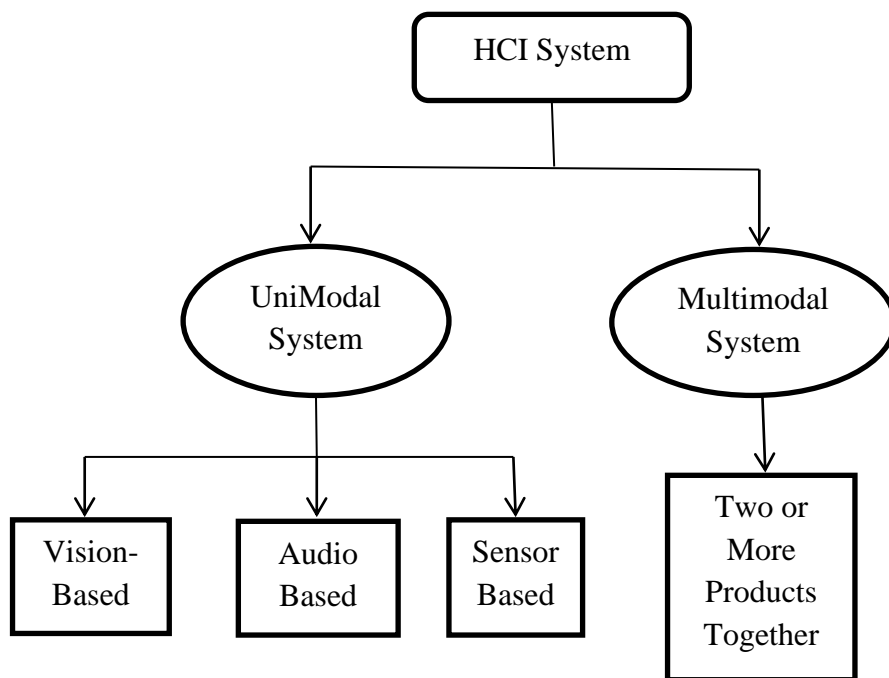 HCI System
UniModal
System
Multimodal
System
Vision-
Based
Audio
Based
Sensor
Based
Two or
More
Products
Together